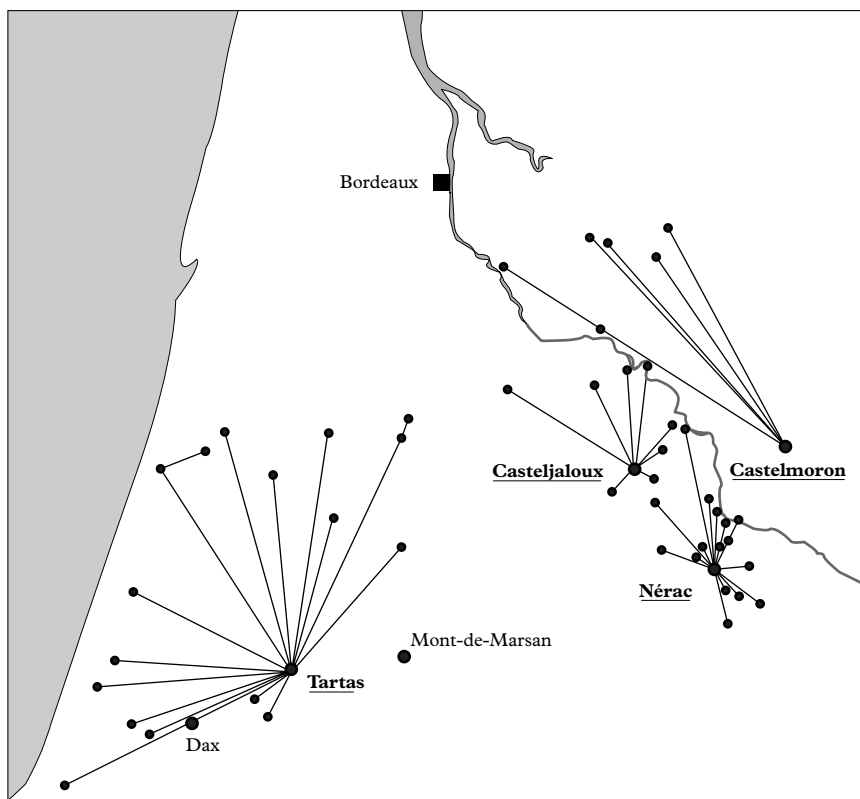 Bordeaux
Casteljaloux
Castelmoron
Nérac
Mont-de-Marsan
Tartas
Dax